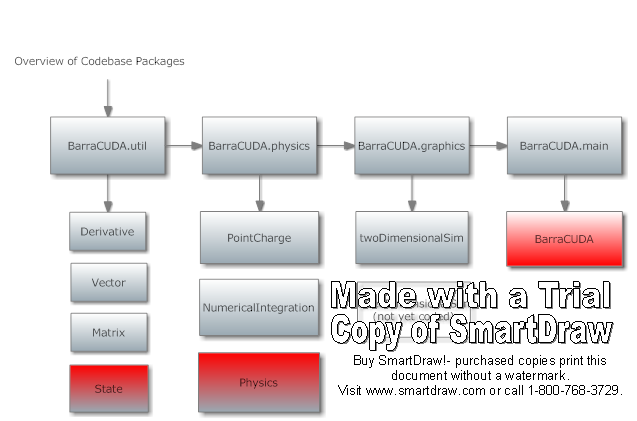 Overview of Codebase Packages
BarraCUDA.util
BarraCUDA.physics
BarraCUDA.graphics
BarraCUDA.main
Derivative
PointCharge
twoDimensionalSim
BarraCUDA
Vector
NumericalIntegration
(not yet coded)
Matrix
State
Physics
Made with a Trial
Copy of SmartDraw
Buy SmartDraw!- purchased copies print this
document without a watermark.
Visit www.smartdraw.com or call 1-800-768-3729.